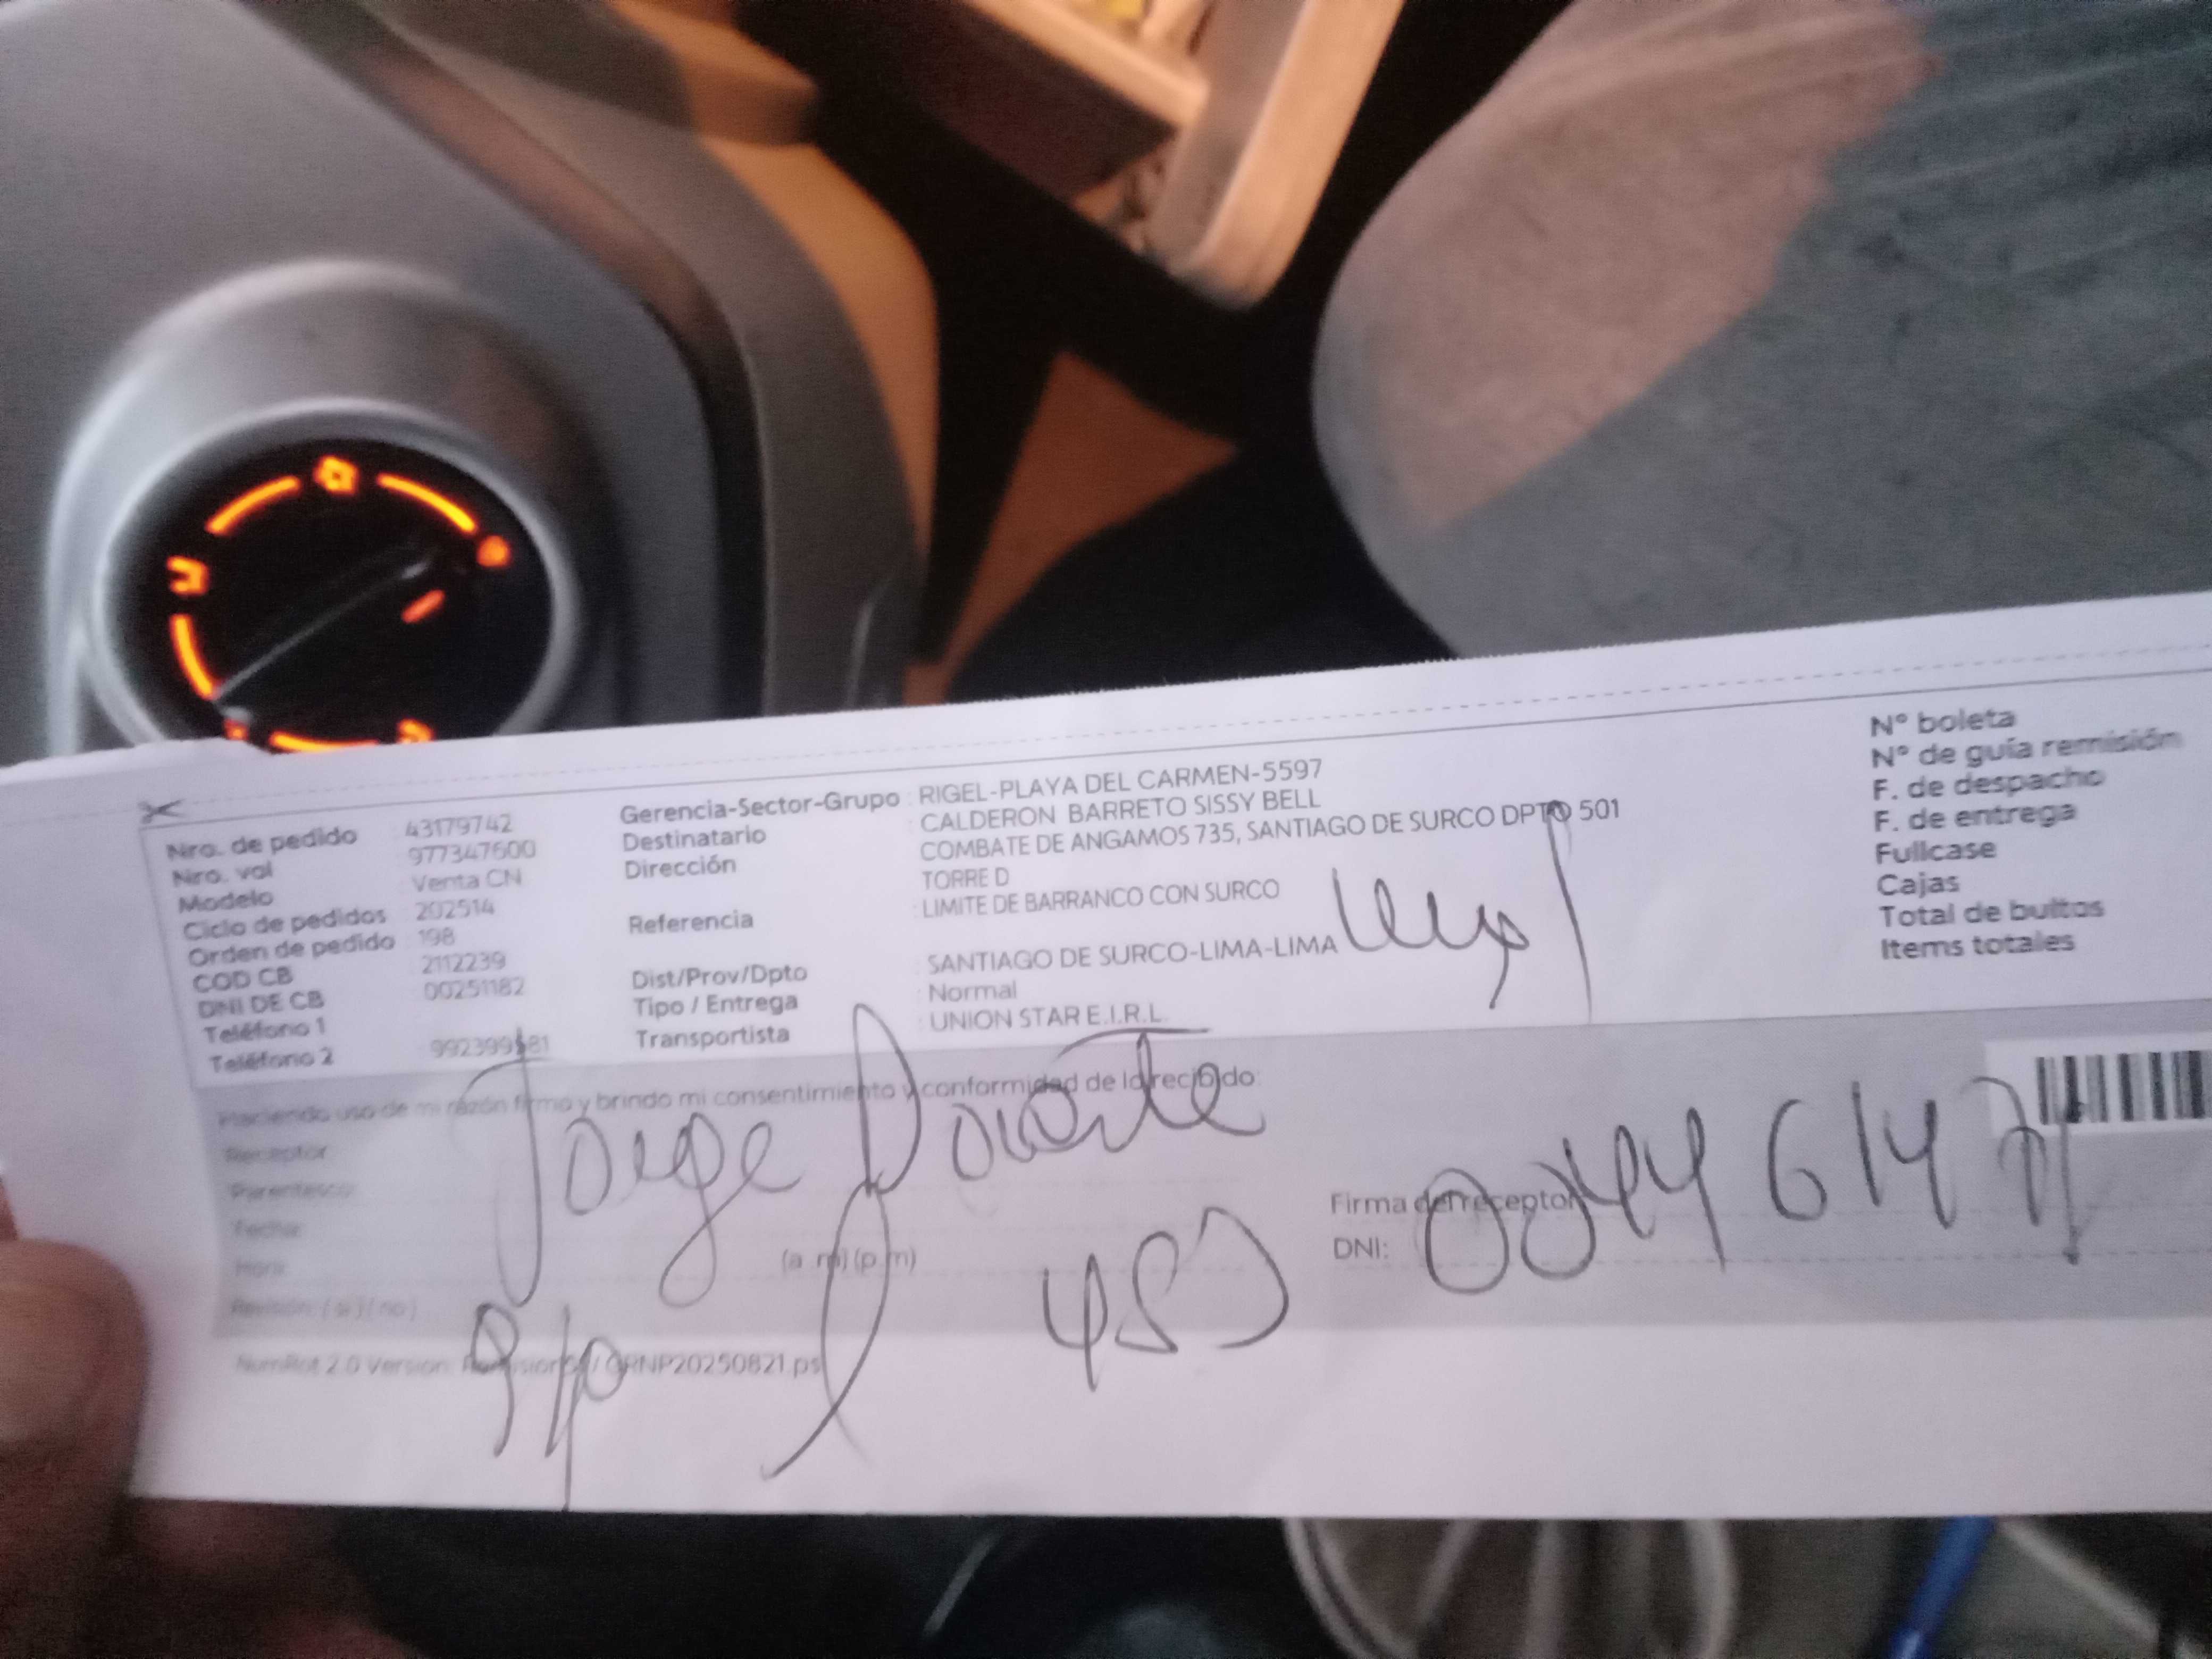 Nro. de pedido 43179742
Nro. val 977347600
Modelo Venta CN
Ciclo de pedidos 202514
Orden de pedido 198
COD CB 2112239
DNI DE CB 00251182
Teléfono 1
Teléfono 2
Gerencia-Sector-Grupo : RIGEL-PLAYA DEL CARMEN-5597
Destinatario : CALDERON BARRETO SISSY BELL
Dirección : COMBATE DE ANGAMOS 735, SANTIAGO DE SURCO DPTO 501
TORRE D
Referencia : LIMITE DE BARRANCO CON SURCO
Dist/Prov/Dpto : SANTIAGO DE SURCO-LIMA-LIMA
Tipo / Entrega : Normal
Transportista : UNION STAR E.I.R.L.
N° boleta
N° de guía remisión
F. de despacho
F. de entrega
Fullcase
Cajas
Total de bultos
Items totales
Haciendo uso de mi razón firmo y brindo mi consentimiento y conformidad de lo recibido:
Receptor
Parentesco
Fecha
Hora (a. m) (p. m)
Revisión: ( si ) ( no )
Jorge Duarte
Firma del receptor
DNI:
NumRot 2.0 Version: / GRNP20250821.ps